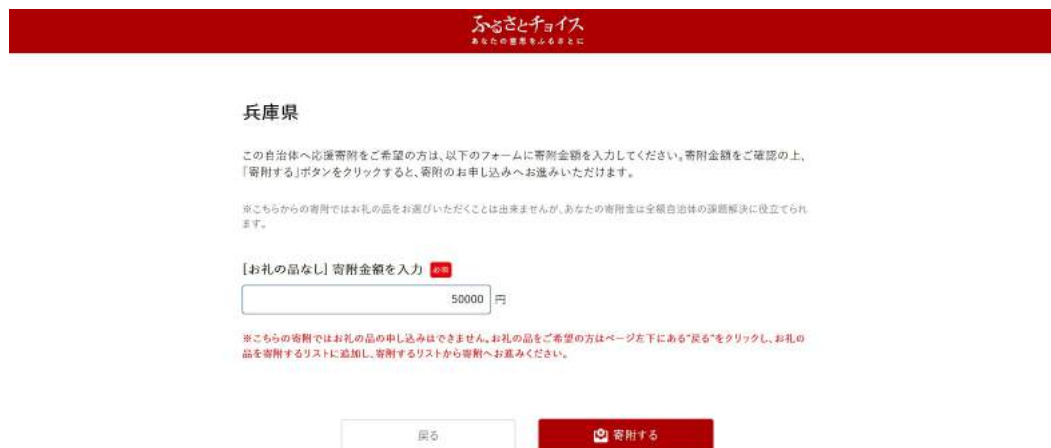 ふるさとチョイス
あなたの意思をふるさとに
兵庫県
この自治体へ応援寄附をご希望の方は、以下のフォームに寄附金額を入力してください。寄附金額をご確認の上、
「寄附する」ボタンをクリックすると、寄附のお申し込みへお進みいただけます。
※こちらからの寄附ではお礼の品をお選びいただくことは出来ませんが、あなたの寄附金は全額自治体の課題解決に役立てられ
ます。
[お礼の品なし] 寄附金額を入力 必須
50000 円
※こちらの寄附ではお礼の品の申し込みはできません。お礼の品をご希望の方はページ左下にある"戻る"をクリックし、お礼の
品を寄附するリストに追加し、寄附するリストから寄附へお進みください。
戻る 寄附する